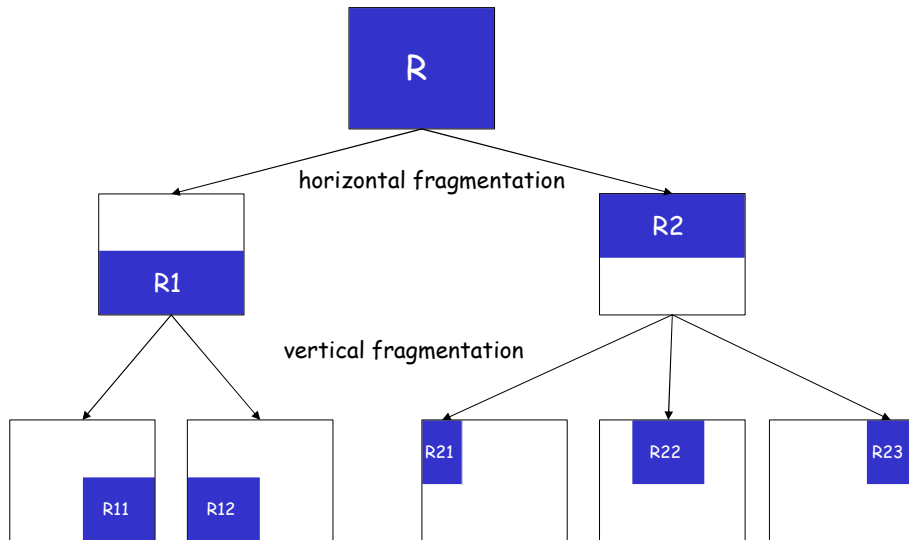 R
horizontal fragmentation
R2
R1
vertical fragmentation
R21
R22
R23
R11
R12